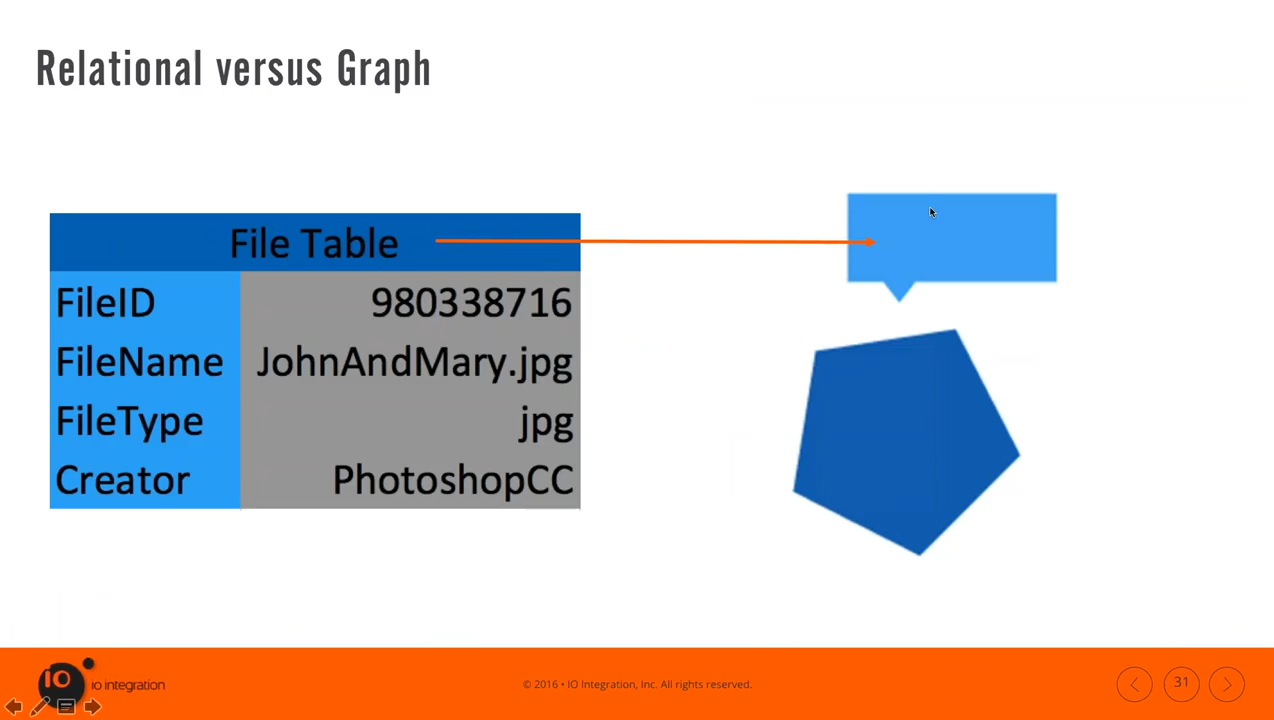 Relational versus Graph
File Table
FileID 980338716
FileName JohnAndMary.jpg
FileType jpg
Creator PhotoshopCC
IO io integration
© 2016 • IO Integration, Inc. All rights reserved.
31